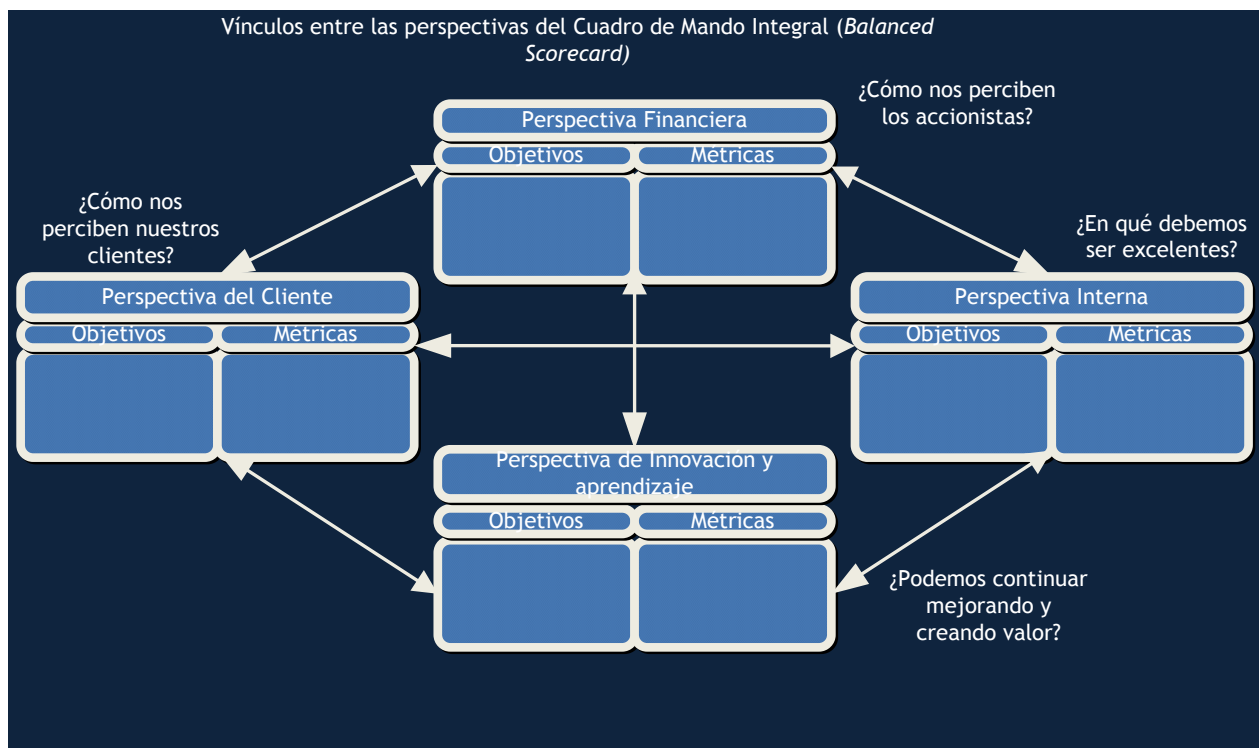 Vínculos entre las perspectivas del Cuadro de Mando Integral (Balanced
Scorecard)
¿Cómo nos perciben
los accionistas?
Perspectiva Financiera
Objetivos Métricas
¿Cómo nos
perciben nuestros
clientes?
¿En qué debemos
ser excelentes?
Perspectiva del Cliente
Objetivos Métricas
Perspectiva Interna
Objetivos Métricas
Perspectiva de Innovación y
aprendizaje
Objetivos Métricas
¿Podemos continuar
mejorando y
creando valor?